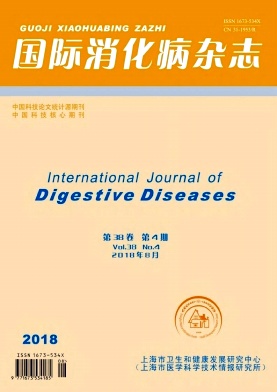 GUOJI XIAOHUABING ZAZHI
ISSN 1673-534X
国际消化病杂志
中国科技论文统计源期刊
中国科技核心期刊
International Journal of
Digestive Diseases
第38卷 第4期
Vol.38 No.4
2018年8月
2018
ISSN 1673-534X
08
9 771673 534185
上海市卫生和健康发展研究中心
(上海市医学科学技术情报研究所)